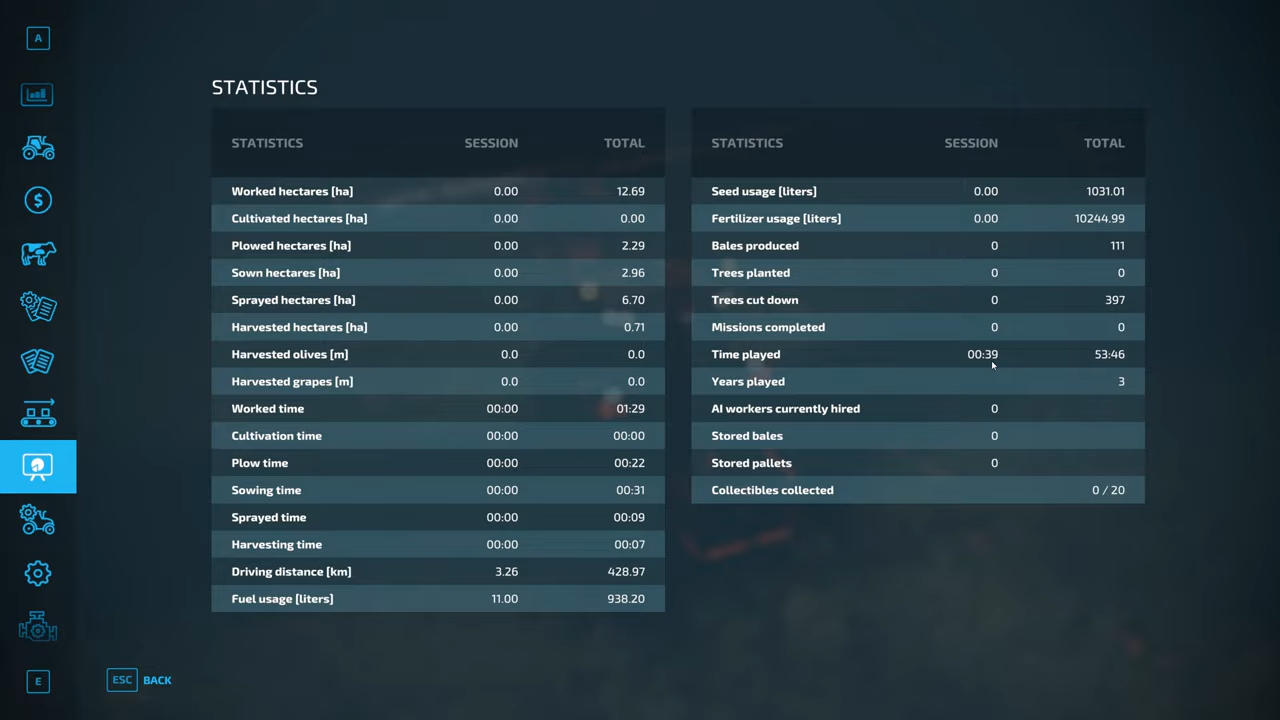 A
STATISTICS
STATISTICS SESSION TOTAL
Worked hectares [ha] 0.00 12.69
Cultivated hectares [ha] 0.00 0.00
Plowed hectares [ha] 0.00 2.29
Sown hectares [ha] 0.00 2.96
Sprayed hectares [ha] 0.00 6.70
Harvested hectares [ha] 0.00 0.71
Harvested olives [m] 0.0 0.0
Harvested grapes [m] 0.0 0.0
Worked time 00:00 01:29
Cultivation time 00:00 00:00
Plow time 00:00 00:22
Sowing time 00:00 00:31
Sprayed time 00:00 00:09
Harvesting time 00:00 00:07
Driving distance [km] 3.26 428.97
Fuel usage [liters] 11.00 938.20
STATISTICS SESSION TOTAL
Seed usage [liters] 0.00 1031.01
Fertilizer usage [liters] 0.00 10244.99
Bales produced 0 111
Trees planted 0 0
Trees cut down 0 397
Missions completed 0 0
Time played 00:39 53:46
Years played 3
AI workers currently hired 0
Stored bales 0
Stored pallets 0
Collectibles collected 0 / 20
E
ESC BACK